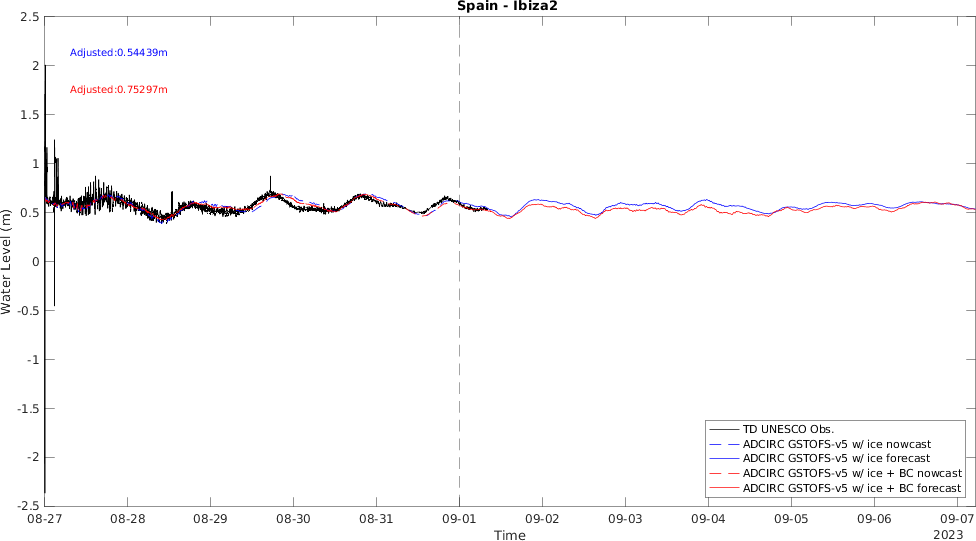 Spain - Ibiza2
Adjusted:0.54439m
Adjusted:0.75297m
2.5
2
1.5
1
0.5
0
-0.5
-1
-1.5
-2
-2.5
Water Level (m)
TD UNESCO Obs.
ADCIRC GSTOFS-v5 w/ ice nowcast
ADCIRC GSTOFS-v5 w/ ice forecast
ADCIRC GSTOFS-v5 w/ ice + BC nowcast
ADCIRC GSTOFS-v5 w/ ice + BC forecast
08-27 08-28 08-29 08-30 08-31 09-01 09-02 09-03 09-04 09-05 09-06 09-07
Time
2023